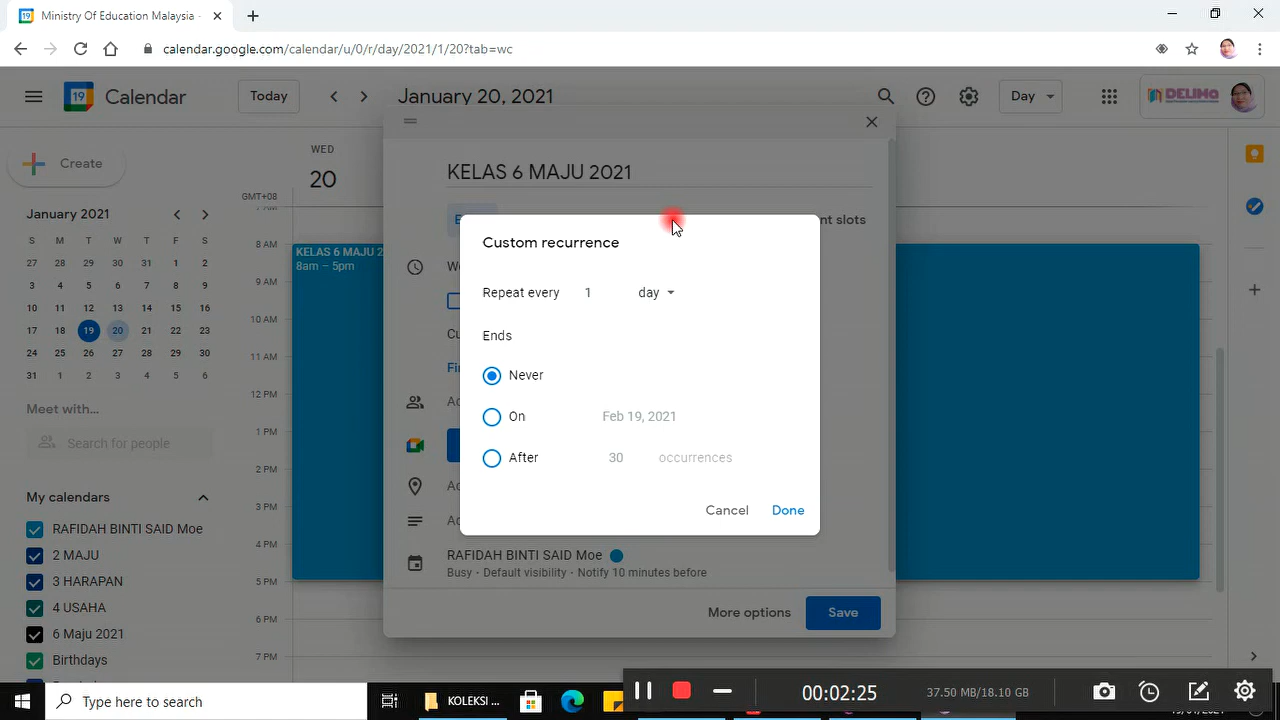 Ministry Of Education Malaysia -
calendar.google.com/calendar/u/0/r/day/2021/1/20?tab=wc
Calendar
Today
January 20, 2021
Day
DELIMa
Create
WED
20
GMT+08
KELAS 6 MAJU 2021
January 2021
S M T W T F S
27 28 29 30 31 1 2
3 4 5 6 7 8 9
10 11 12 13 14 15 16
17 18 19 20 21 22 23
24 25 26 27 28 29 30
31 1 2 3 4 5 6
Meet with...
Search for people
My calendars
RAFIDAH BINTI SAID Moe
2 MAJU
3 HARAPAN
4 USAHA
6 Maju 2021
Birthdays
8 AM
9 AM
10 AM
11 AM
12 PM
1 PM
2 PM
3 PM
4 PM
5 PM
6 PM
7 PM
KELAS 6 MAJU 2
8am – 5pm
nt slots
Custom recurrence
Repeat every 1 day
Ends
Never
On Feb 19, 2021
After 30 occurrences
Cancel Done
RAFIDAH BINTI SAID Moe
Busy · Default visibility · Notify 10 minutes before
More options Save
Type here to search
KOLEKSI ...
00:02:25
37.50 MB/18.10 GB